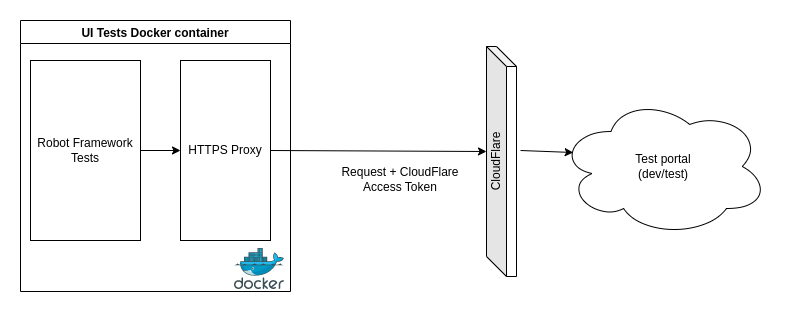 UI Tests Docker container
Robot Framework
Tests
HTTPS Proxy
Request + CloudFlare
Access Token
CloudFlare
Test portal
(dev/test)
docker